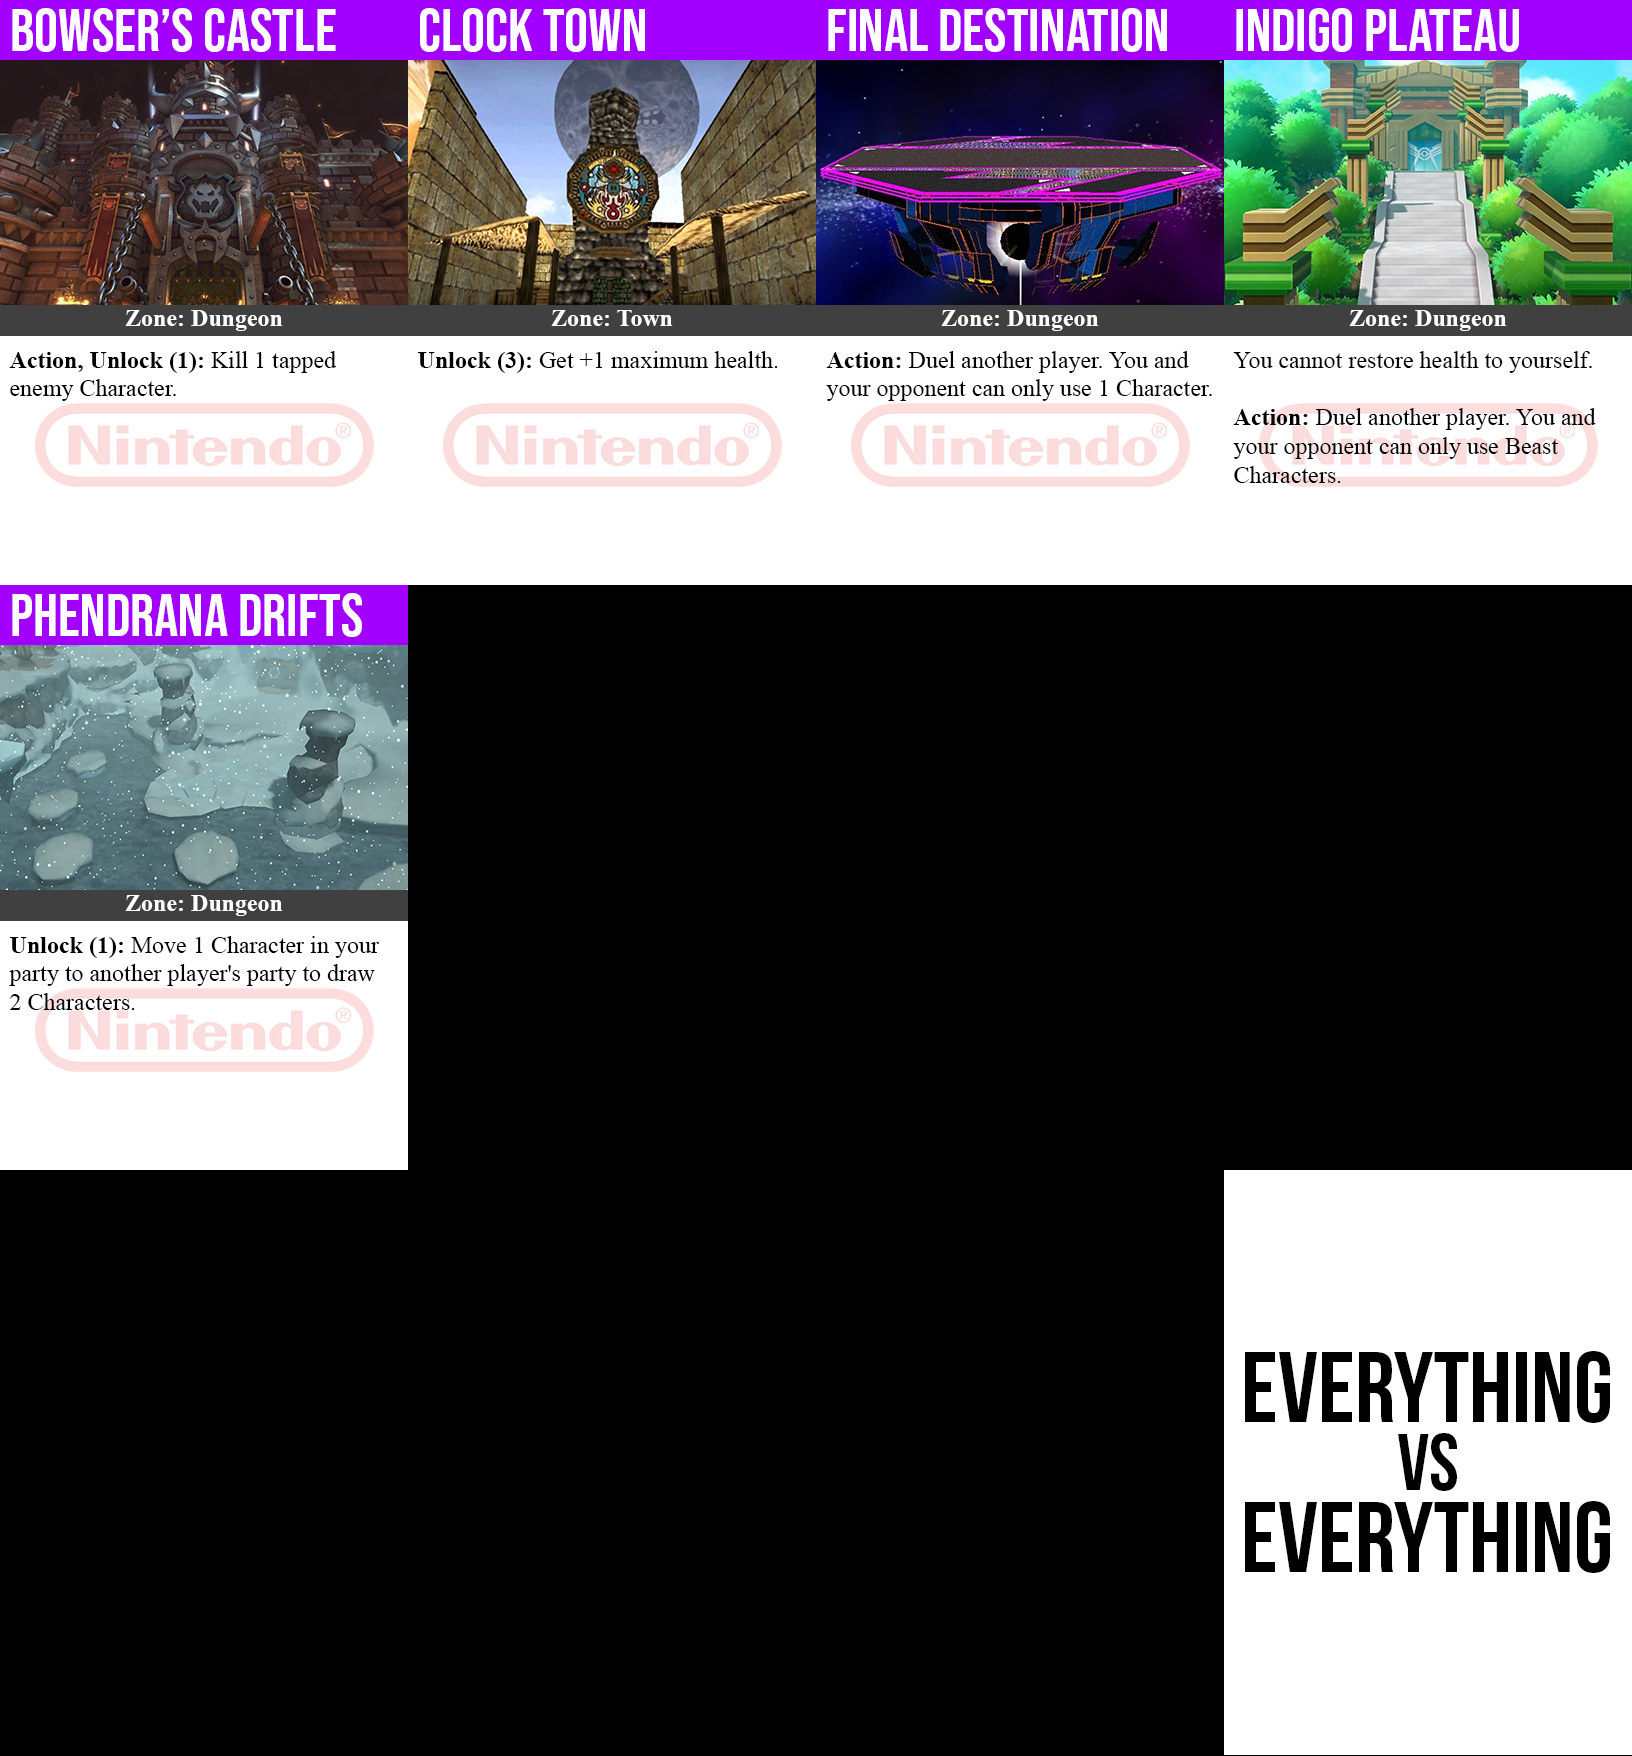 BOWSER’S CASTLE
Zone: Dungeon
Action, Unlock (1): Kill 1 tapped
enemy Character.
Nintendo®
CLOCK TOWN
Zone: Town
Unlock (3): Get +1 maximum health.
Nintendo®
FINAL DESTINATION
Zone: Dungeon
Action: Duel another player. You and
your opponent can only use 1 Character.
Nintendo®
INDIGO PLATEAU
Zone: Dungeon
You cannot restore health to yourself.
Action: Duel another player. You and
your opponent can only use Beast
Characters.
Nintendo®
PHENDRANA DRIFTS
Zone: Dungeon
Unlock (1): Move 1 Character in your
party to another player's party to draw
2 Characters.
Nintendo®
EVERYTHING
VS
EVERYTHING